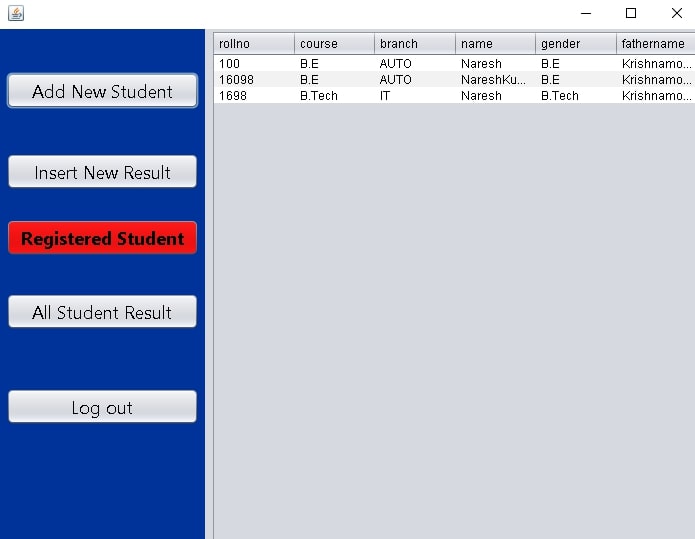 Add New Student
Insert New Result
Registered Student
All Student Result
Log out
rollno course branch name gender fathername
100 B.E AUTO Naresh B.E Krishnamo...
16098 B.E AUTO NareshKu... B.E Krishnamo...
1698 B.Tech IT Naresh B.Tech Krishnamo...